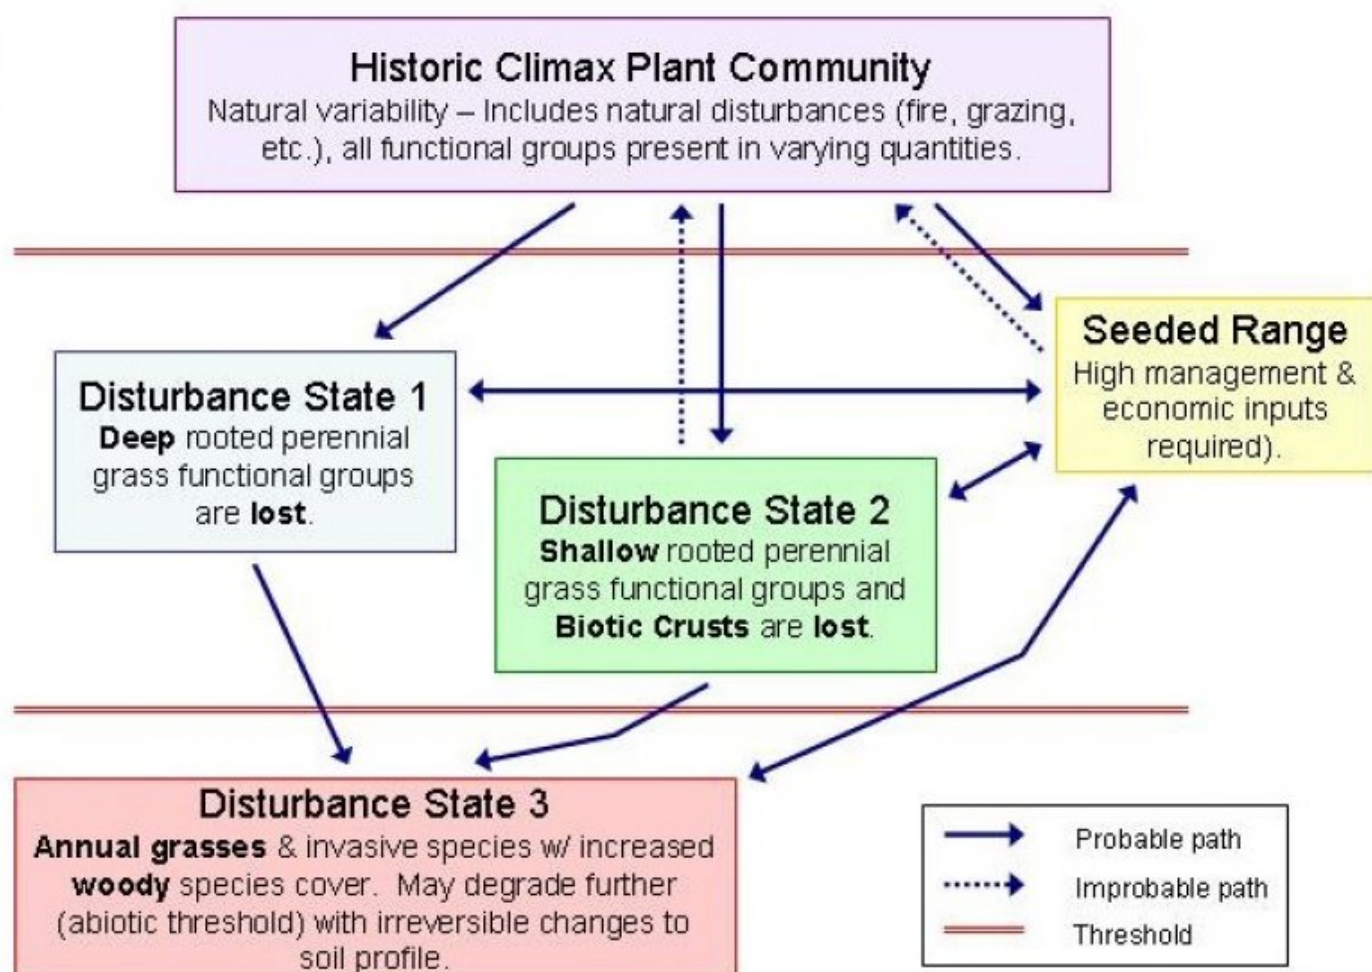 Historic Climax Plant Community
Natural variability – Includes natural disturbances (fire, grazing,
etc.), all functional groups present in varying quantities.
Seeded Range
High management &
economic inputs
required).
Disturbance State 1
Deep rooted perennial
grass functional groups
are lost.
Disturbance State 2
Shallow rooted perennial
grass functional groups and
Biotic Crusts are lost.
Disturbance State 3
Annual grasses & invasive species w/ increased
woody species cover. May degrade further
(abiotic threshold) with irreversible changes to
soil profile.
Probable path
Improbable path
Threshold